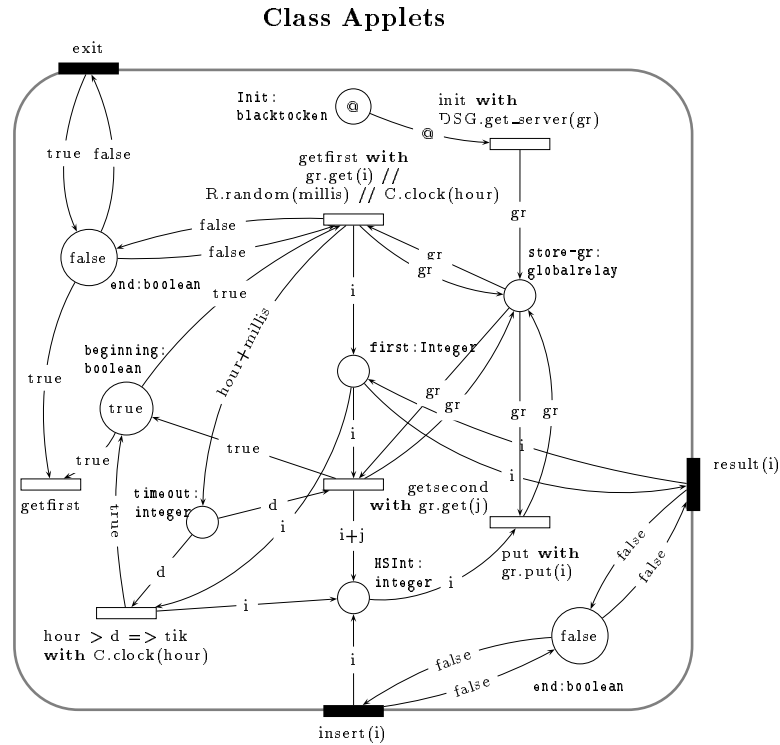 Class Applets
exit
Init:
blacktocken
@
init with
DSG.get_server(gr)
@
true
false
getfirst with
gr.get(i) //
R.random(millis) // C.clock(hour)
false
gr
false
false
end:boolean
gr
gr
store-gr:
globalrelay
true
i
hour+millis
beginning:
boolean
first:Integer
true
true
gr
gr
gr
gr
i
true
true
i
i
result(i)
getfirst
timeout:
integer
d
getsecond
with gr.get(j)
true
i
i+j
put with
gr.put(i)
false
false
d
HSInt:
integer
i
i
hour > d => tik
with C.clock(hour)
false
i
false
false
end:boolean
insert(i)